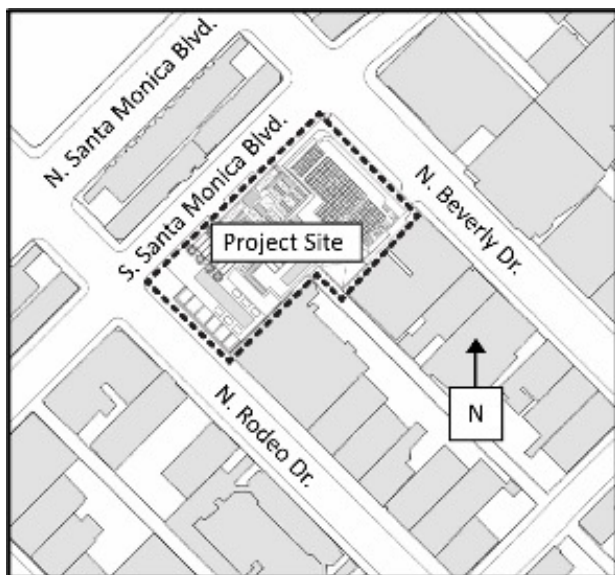 N. Santa Monica Blvd.
S. Santa Monica Blvd.
N. Beverly Dr.
Project Site
N. Rodeo Dr.
N